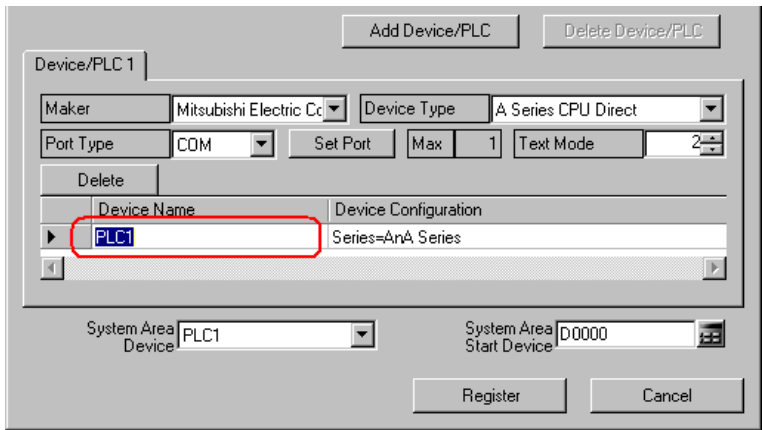 Add Device/PLC Delete Device/PLC
Device/PLC 1
Maker Mitsubishi Electric Device Type A Series CPU Direct
Port Type COM Set Port Max 1 Text Mode 2
Delete
Device Name Device Configuration
PLC1 Series=AnA Series
System Area Device PLC1 System Area Start Device D0000
Register Cancel